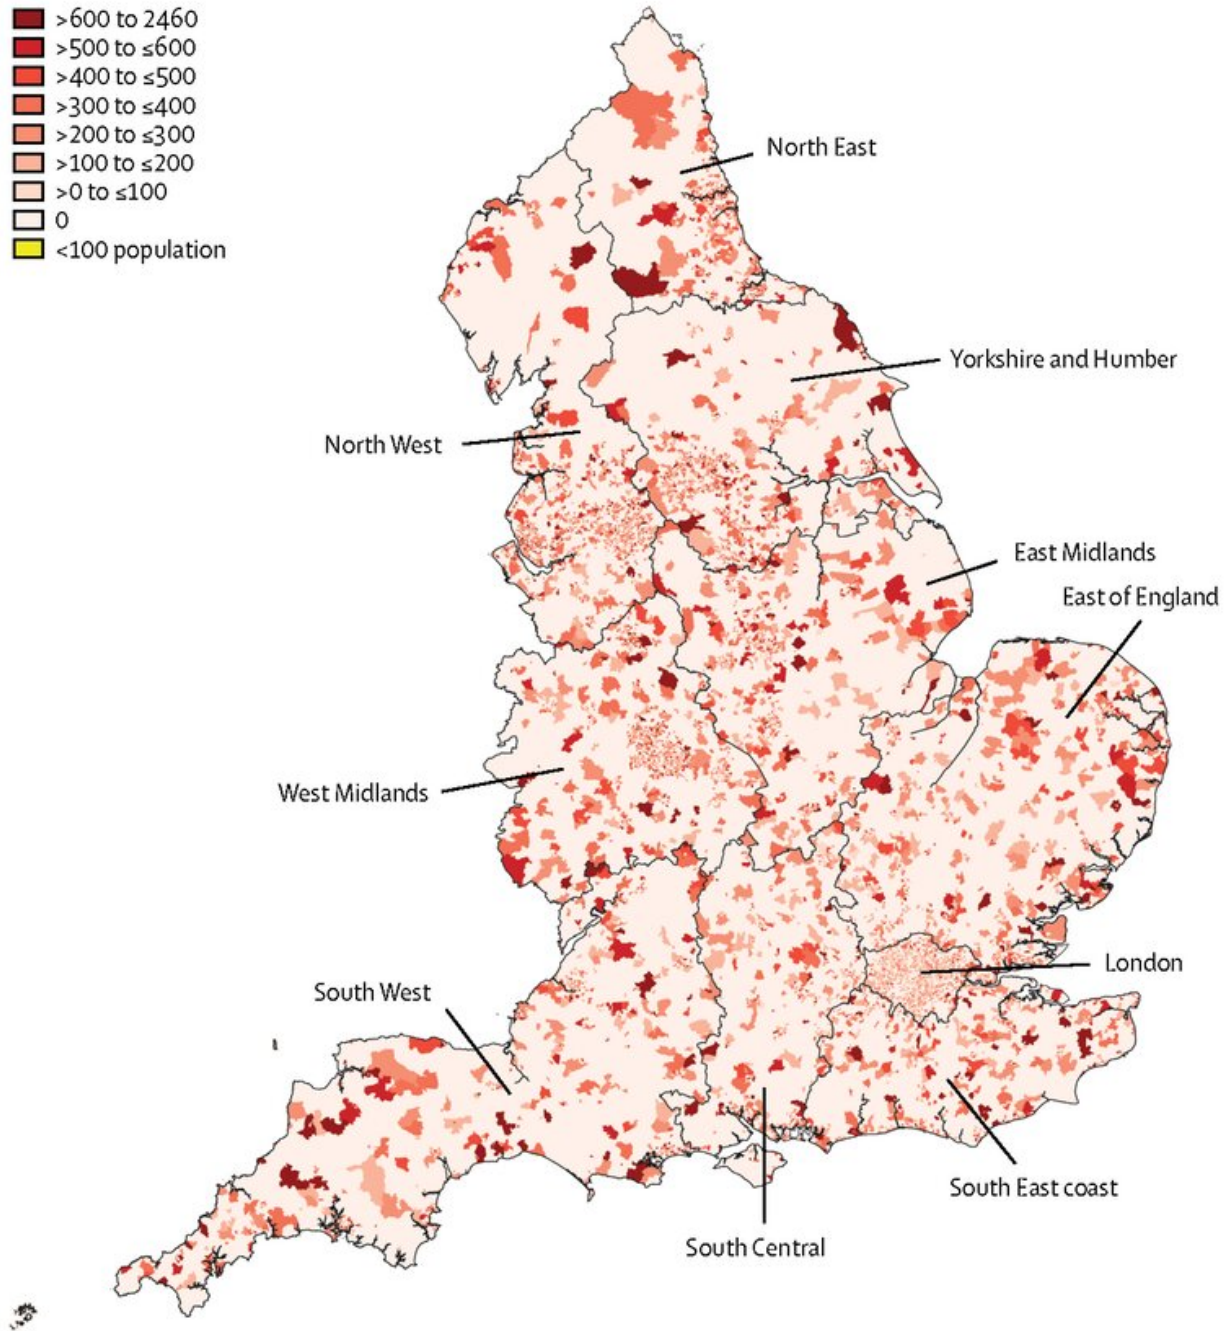 >600 to 2460
>500 to ≤600
>400 to ≤500
>300 to ≤400
>200 to ≤300
>100 to ≤200
>0 to ≤100
0
<100 population
North East
Yorkshire and Humber
North West
East Midlands
East of England
West Midlands
London
South West
South East coast
South Central